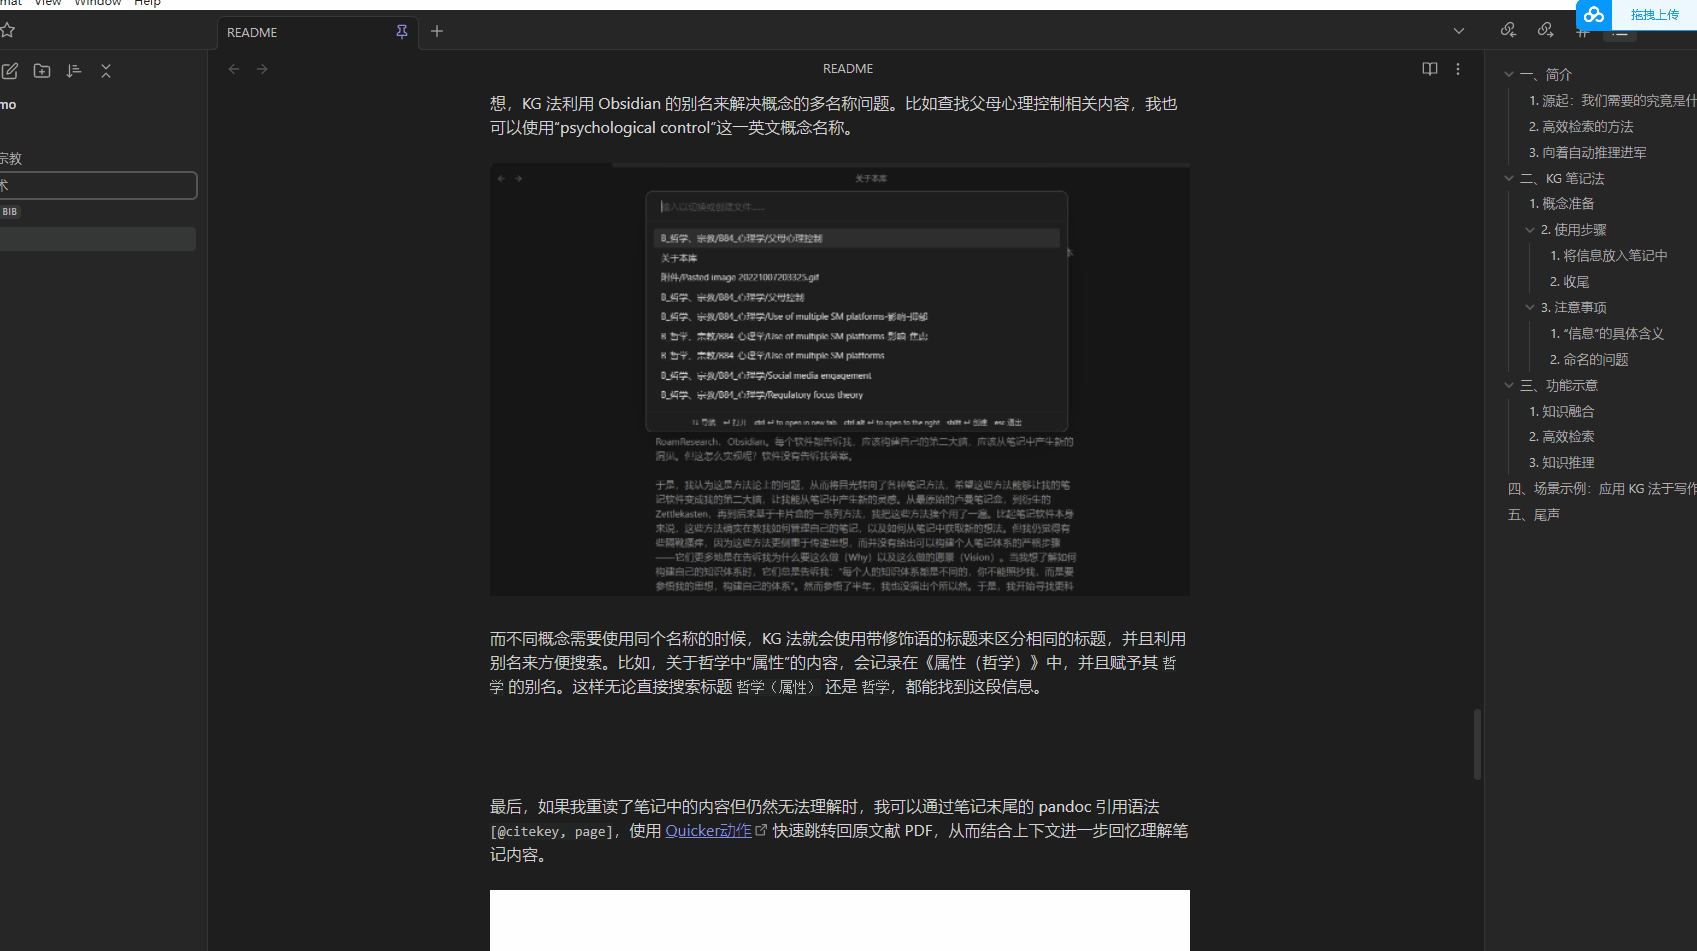 View Window Help
拖拽上传
README
README
mo
宗教
术
BIB
想，KG 法利用 Obsidian 的别名来解决概念的多名称问题。比如查找父母心理控制相关内容，我也
可以使用“psychological control”这一英文概念名称。
关于本库
输入以切换或创建文件……
B_哲学、宗教/B84_心理学/父母心理控制
关于本库
附件/Pasted image 20221007203325.gif
B_哲学、宗教/B84_心理学/父母控制
B_哲学、宗教/B84_心理学/Use of multiple SM platforms-影响-抑郁
B_哲学、宗教/B84_心理学/Use of multiple SM platforms-影响-焦虑
B_哲学、宗教/B84_心理学/Use of multiple SM platforms
B_哲学、宗教/B84_心理学/Social media engagement
B_哲学、宗教/B84_心理学/Regulatory focus theory
↑↓ 导航 ↵ 打开 ctrl ↵ to open in new tab ctrl alt ↵ to open to the right shift ↵ 创建 esc 退出
RoamResearch、Obsidian。每个软件都告诉我，应该构建自己的第二大脑，应该从笔记中产生新的
洞见。但这怎么实现呢？软件没有告诉我答案。
于是，我认为这是方法论上的问题，从而将目光转向了各种笔记方法，希望这些方法能够让我的笔
记软件变成我的第二大脑，让我能从笔记中产生新的灵感。从最原始的卢曼笔记盒，到衍生的
Zettlekasten，再到后来基于卡片盒的一系列方法，我把这些方法挨个用了一遍。比起笔记软件本身
来说，这些方法确实在教我如何管理自己的笔记，以及如何从笔记中获取新的想法。但我仍觉得有
些隔靴搔痒，因为这些方法更侧重于传递思想，而并没有给出可以构建个人笔记体系的严格步骤
——它们更多地是在告诉我为什么要这么做（Why）以及这么做的愿景（Vision）。当我想了解如何
构建自己的知识体系时，它们总是告诉我：“每个人的知识体系都是不同的，你不能照抄我，而是要
参悟我的思想，构建自己的体系”。然而参悟了半年，我也没搞出个所以然。于是，我开始寻找更科
而不同概念需要使用同个名称的时候，KG 法就会使用带修饰语的标题来区分相同的标题，并且利用
别名来方便搜索。比如，关于哲学中“属性”的内容，会记录在《属性（哲学）》中，并且赋予其 哲
学 的别名。这样无论直接搜索标题 哲学（属性） 还是 哲学，都能找到这段信息。
最后，如果我重读了笔记中的内容但仍然无法理解时，我可以通过笔记末尾的 pandoc 引用语法
[@citekey, page]，使用 Quicker动作 快速跳转回原文献 PDF，从而结合上下文进一步回忆理解笔
记内容。
一、简介
1. 源起：我们需要的究竟是什
2. 高效检索的方法
3. 向着自动推理进军
二、KG 笔记法
1. 概念准备
2. 使用步骤
1. 将信息放入笔记中
2. 收尾
3. 注意事项
1. “信息”的具体含义
2. 命名的问题
三、功能示意
1. 知识融合
2. 高效检索
3. 知识推理
四、场景示例：应用 KG 法于写作
五、尾声